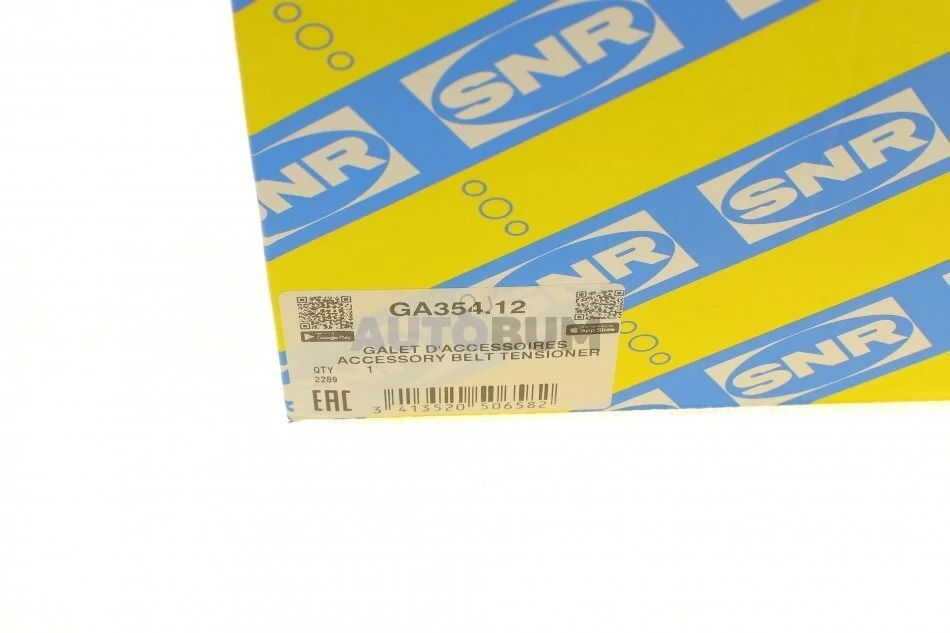 SNR
SNR
SNR
SNR
SNR
GA354.12
AUTOBUM
Google Play
App Store
GALET D'ACCESSOIRES
ACCESSORY BELT TENSIONER
QTY 1
2289
EAC
3 413520 506582